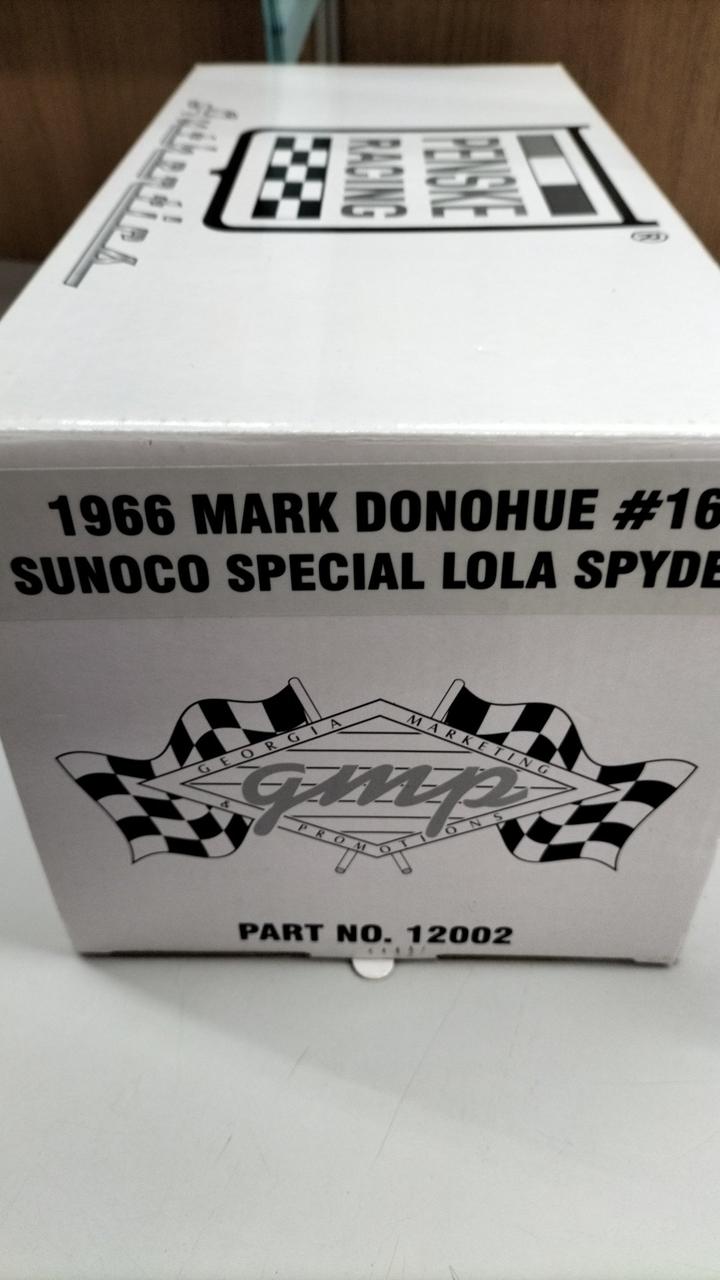 PENSKE
RACING
®
1966 MARK DONOHUE #16
SUNOCO SPECIAL LOLA SPYDE
GEORGIA MARKETING
gmp
& PROMOTIONS
PART NO. 12002